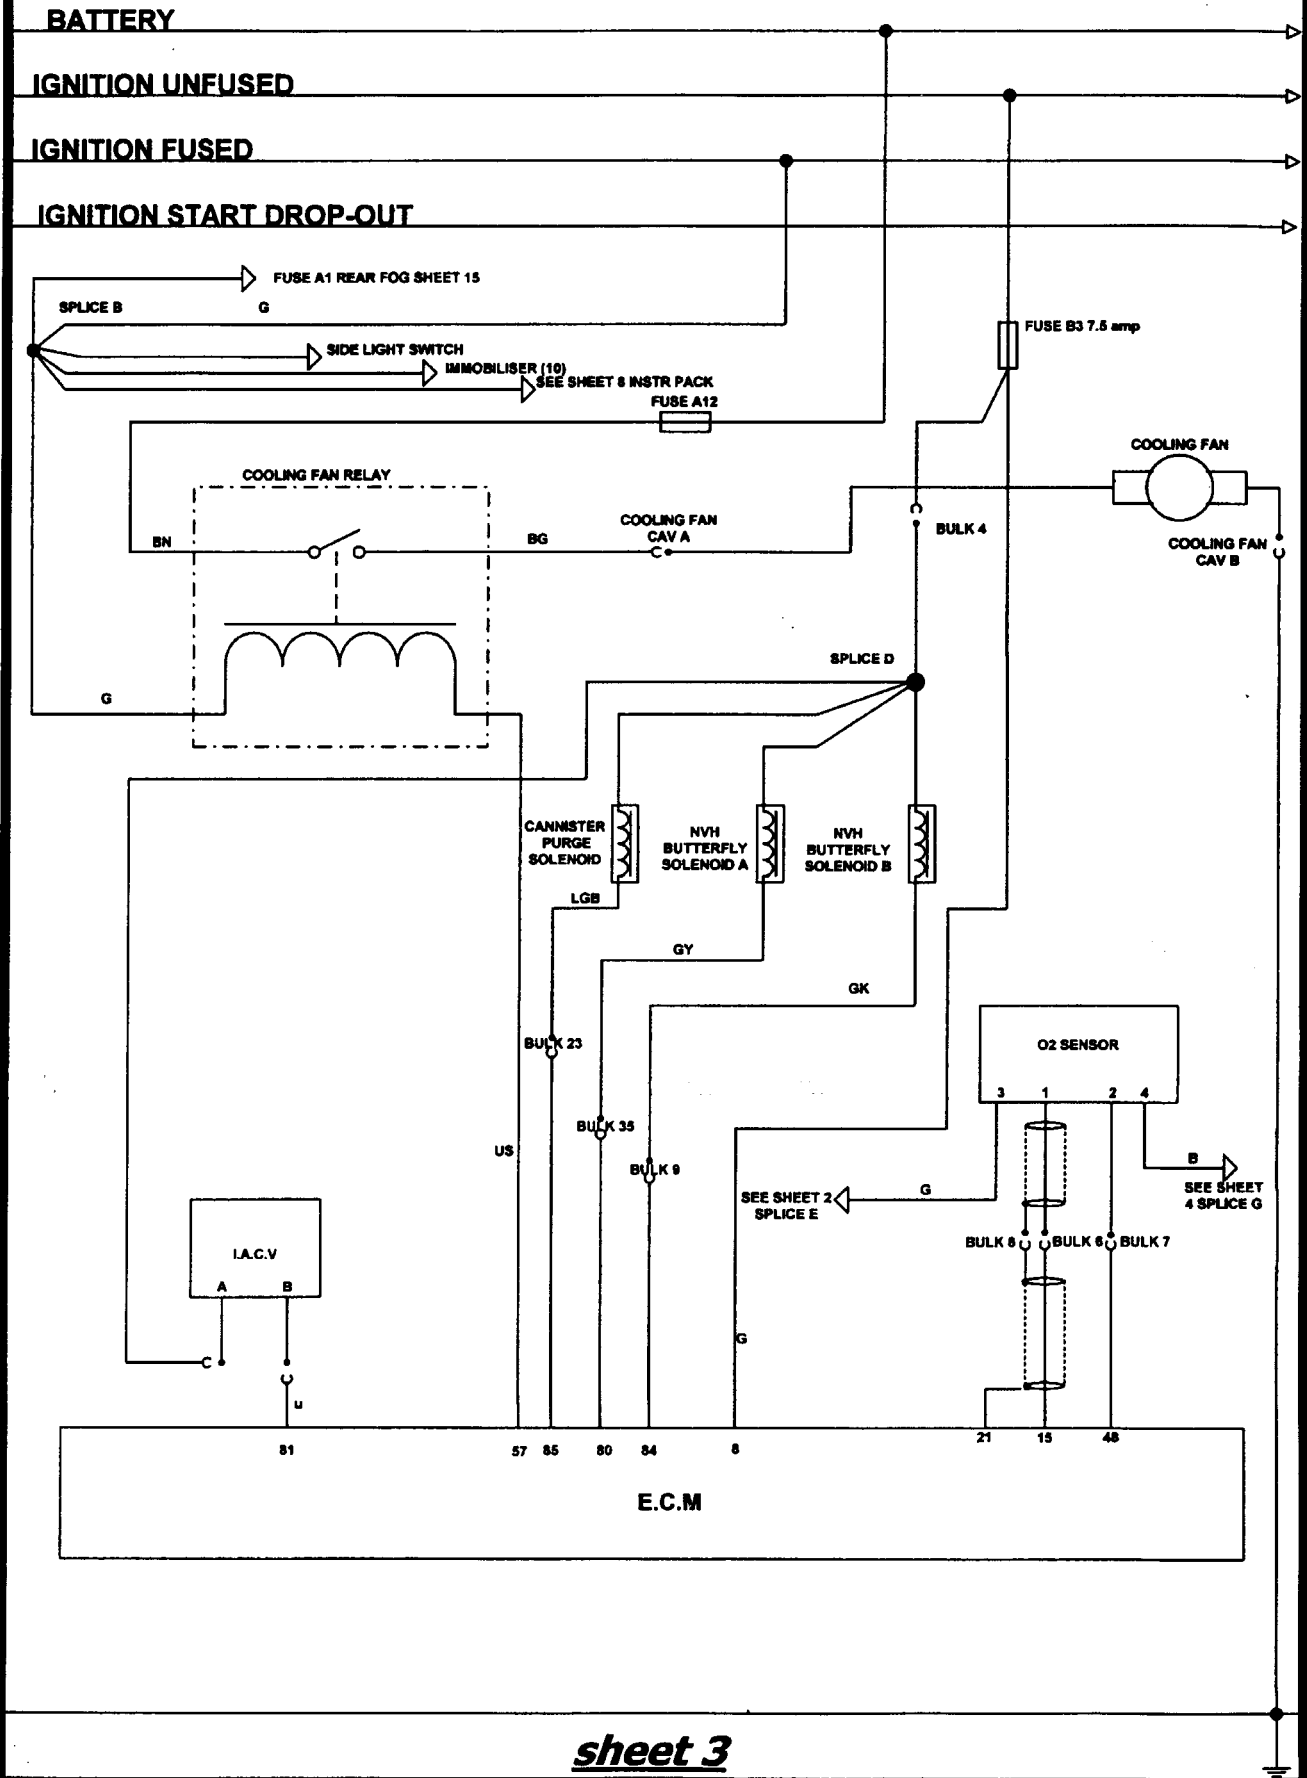 BATTERY
IGNITION UNFUSED
IGNITION FUSED
IGNITION START DROP-OUT
FUSE A1 REAR FOG SHEET 15
SPLICE B
G
FUSE B3 7.5 amp
SIDE LIGHT SWITCH
IMMOBILISER (10)
SEE SHEET 8 INSTR PACK
FUSE A12
COOLING FAN
COOLING FAN RELAY
COOLING FAN
CAV A
BULK 4
BN
BG
COOLING FAN
CAV B
SPLICE D
G
CANNISTER
PURGE
SOLENOID
NVH
BUTTERFLY
SOLENOID A
NVH
BUTTERFLY
SOLENOID B
LGB
GY
GK
BULK 23
O2 SENSOR
3 1 2 4
BULK 35
US
BULK 9
B
SEE SHEET
4 SPLICE G
G
SEE SHEET 2
SPLICE E
BULK 8
BULK 6
BULK 7
I.A.C.V
A B
G
u
81 57 85 80 84 8 21 15 48
E.C.M
sheet 3